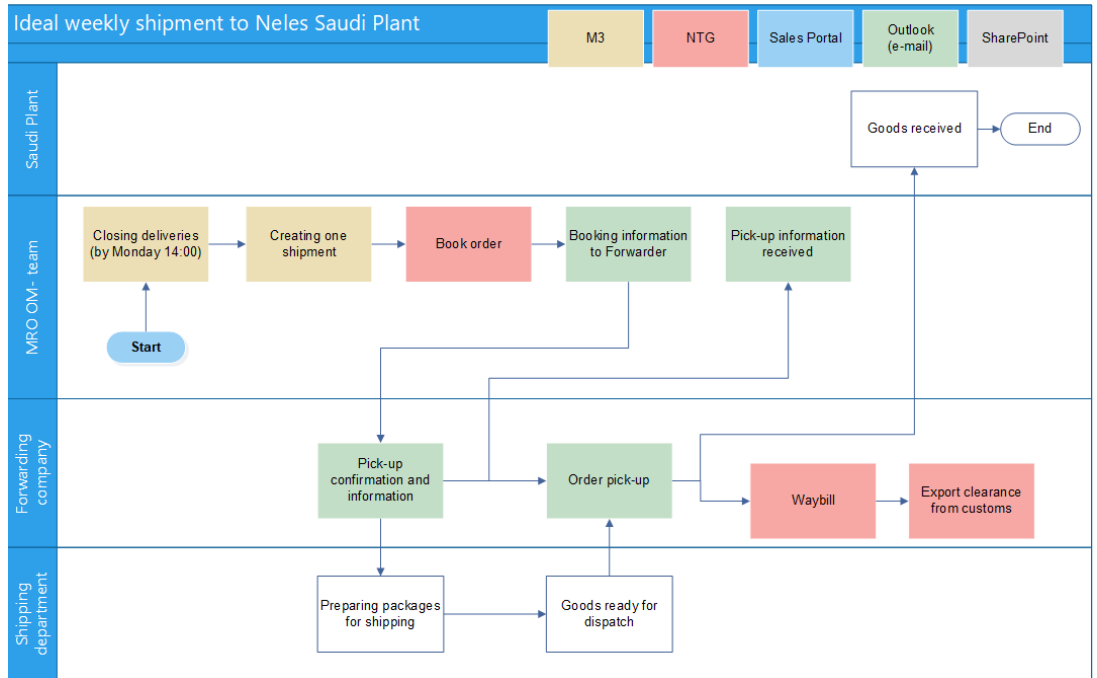 Ideal weekly shipment to Neles Saudi Plant
M3
NTG
Sales Portal
Outlook
(e-mail)
SharePoint
Saudi Plant
Goods received
End
MRO OM- team
Closing deliveries
(by Monday 14:00)
Creating one
shipment
Book order
Booking information
to Forwarder
Pick-up information
received
Start
Forwarding
company
Pick-up
confirmation and
information
Order pick-up
Waybill
Export clearance
from customs
Shipping
department
Preparing packages
for shipping
Goods ready for
dispatch